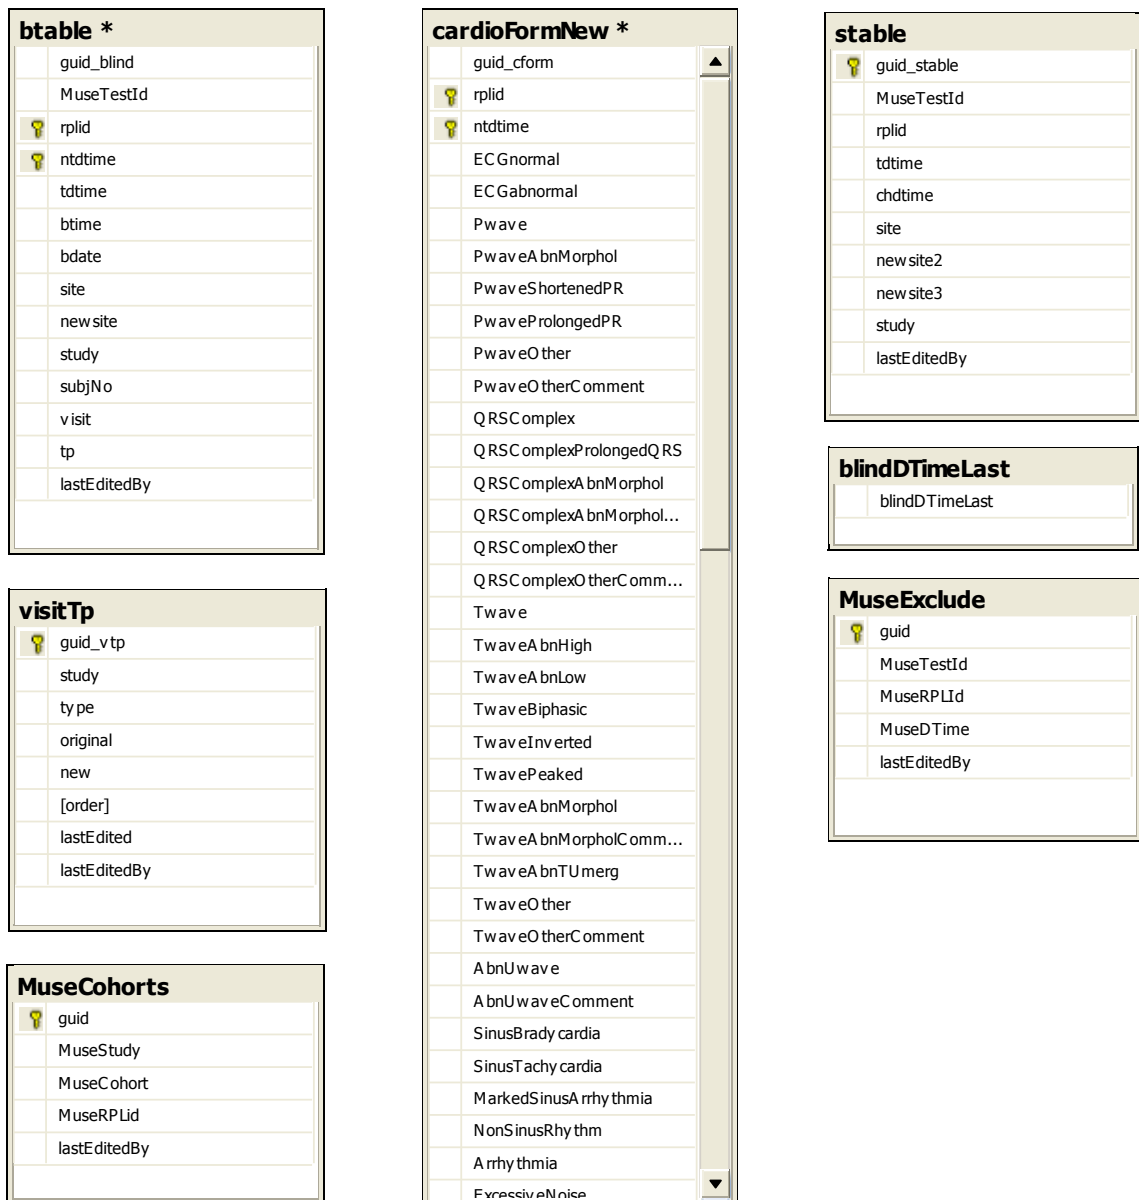 btable *
guid_blind
MuseTestId
rplid
ntdtime
tdtime
btime
bdate
site
newsite
study
subjNo
visit
tp
lastEditedBy
visitTp
guid_vtp
study
type
original
new
[order]
lastEdited
lastEditedBy
MuseCohorts
guid
MuseStudy
MuseCohort
MuseRPLid
lastEditedBy
cardioFormNew *
guid_cform
rplid
ntdtime
ECGnormal
ECGabnormal
Pwave
PwaveAbnMorphol
PwaveShortenedPR
PwaveProlongedPR
PwaveOther
PwaveOtherComment
QRSComplex
QRSComplexProlongedQRS
QRSComplexAbnMorphol
QRSComplexAbnMorphol...
QRSComplexOther
QRSComplexOtherComm...
Twave
TwaveAbnHigh
TwaveAbnLow
TwaveBiphasic
TwaveInverted
TwavePeaked
TwaveAbnMorphol
TwaveAbnMorpholComm...
TwaveAbnTUmerg
TwaveOther
TwaveOtherComment
AbnUwave
AbnUwaveComment
SinusBradycardia
SinusTachycardia
MarkedSinusArrhythmia
NonSinusRhythm
Arrhythmia
ExcessiveNoise
stable
guid_stable
MuseTestId
rplid
tdtime
chdtime
site
newsite2
newsite3
study
lastEditedBy
blindDTimeLast
blindDTimeLast
MuseExclude
guid
MuseTestId
MuseRPLId
MuseDTime
lastEditedBy